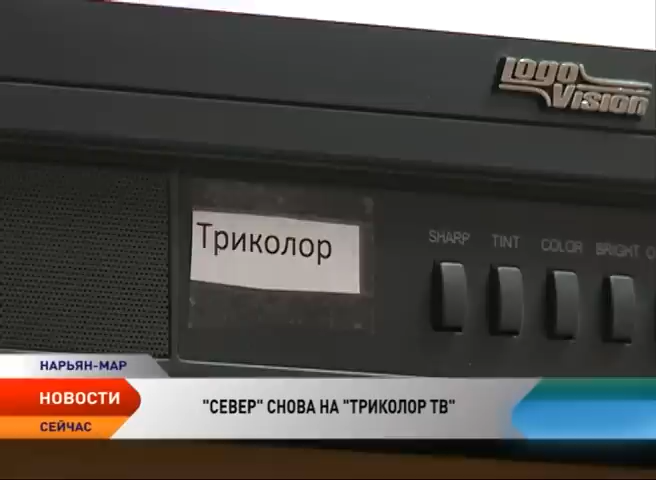 Logo
Vision
Триколор
SHARP TINT COLOR BRIGHT
НАРЬЯН-МАР
НОВОСТИ
СЕЙЧАС
"СЕВЕР" СНОВА НА "ТРИКОЛОР ТВ"